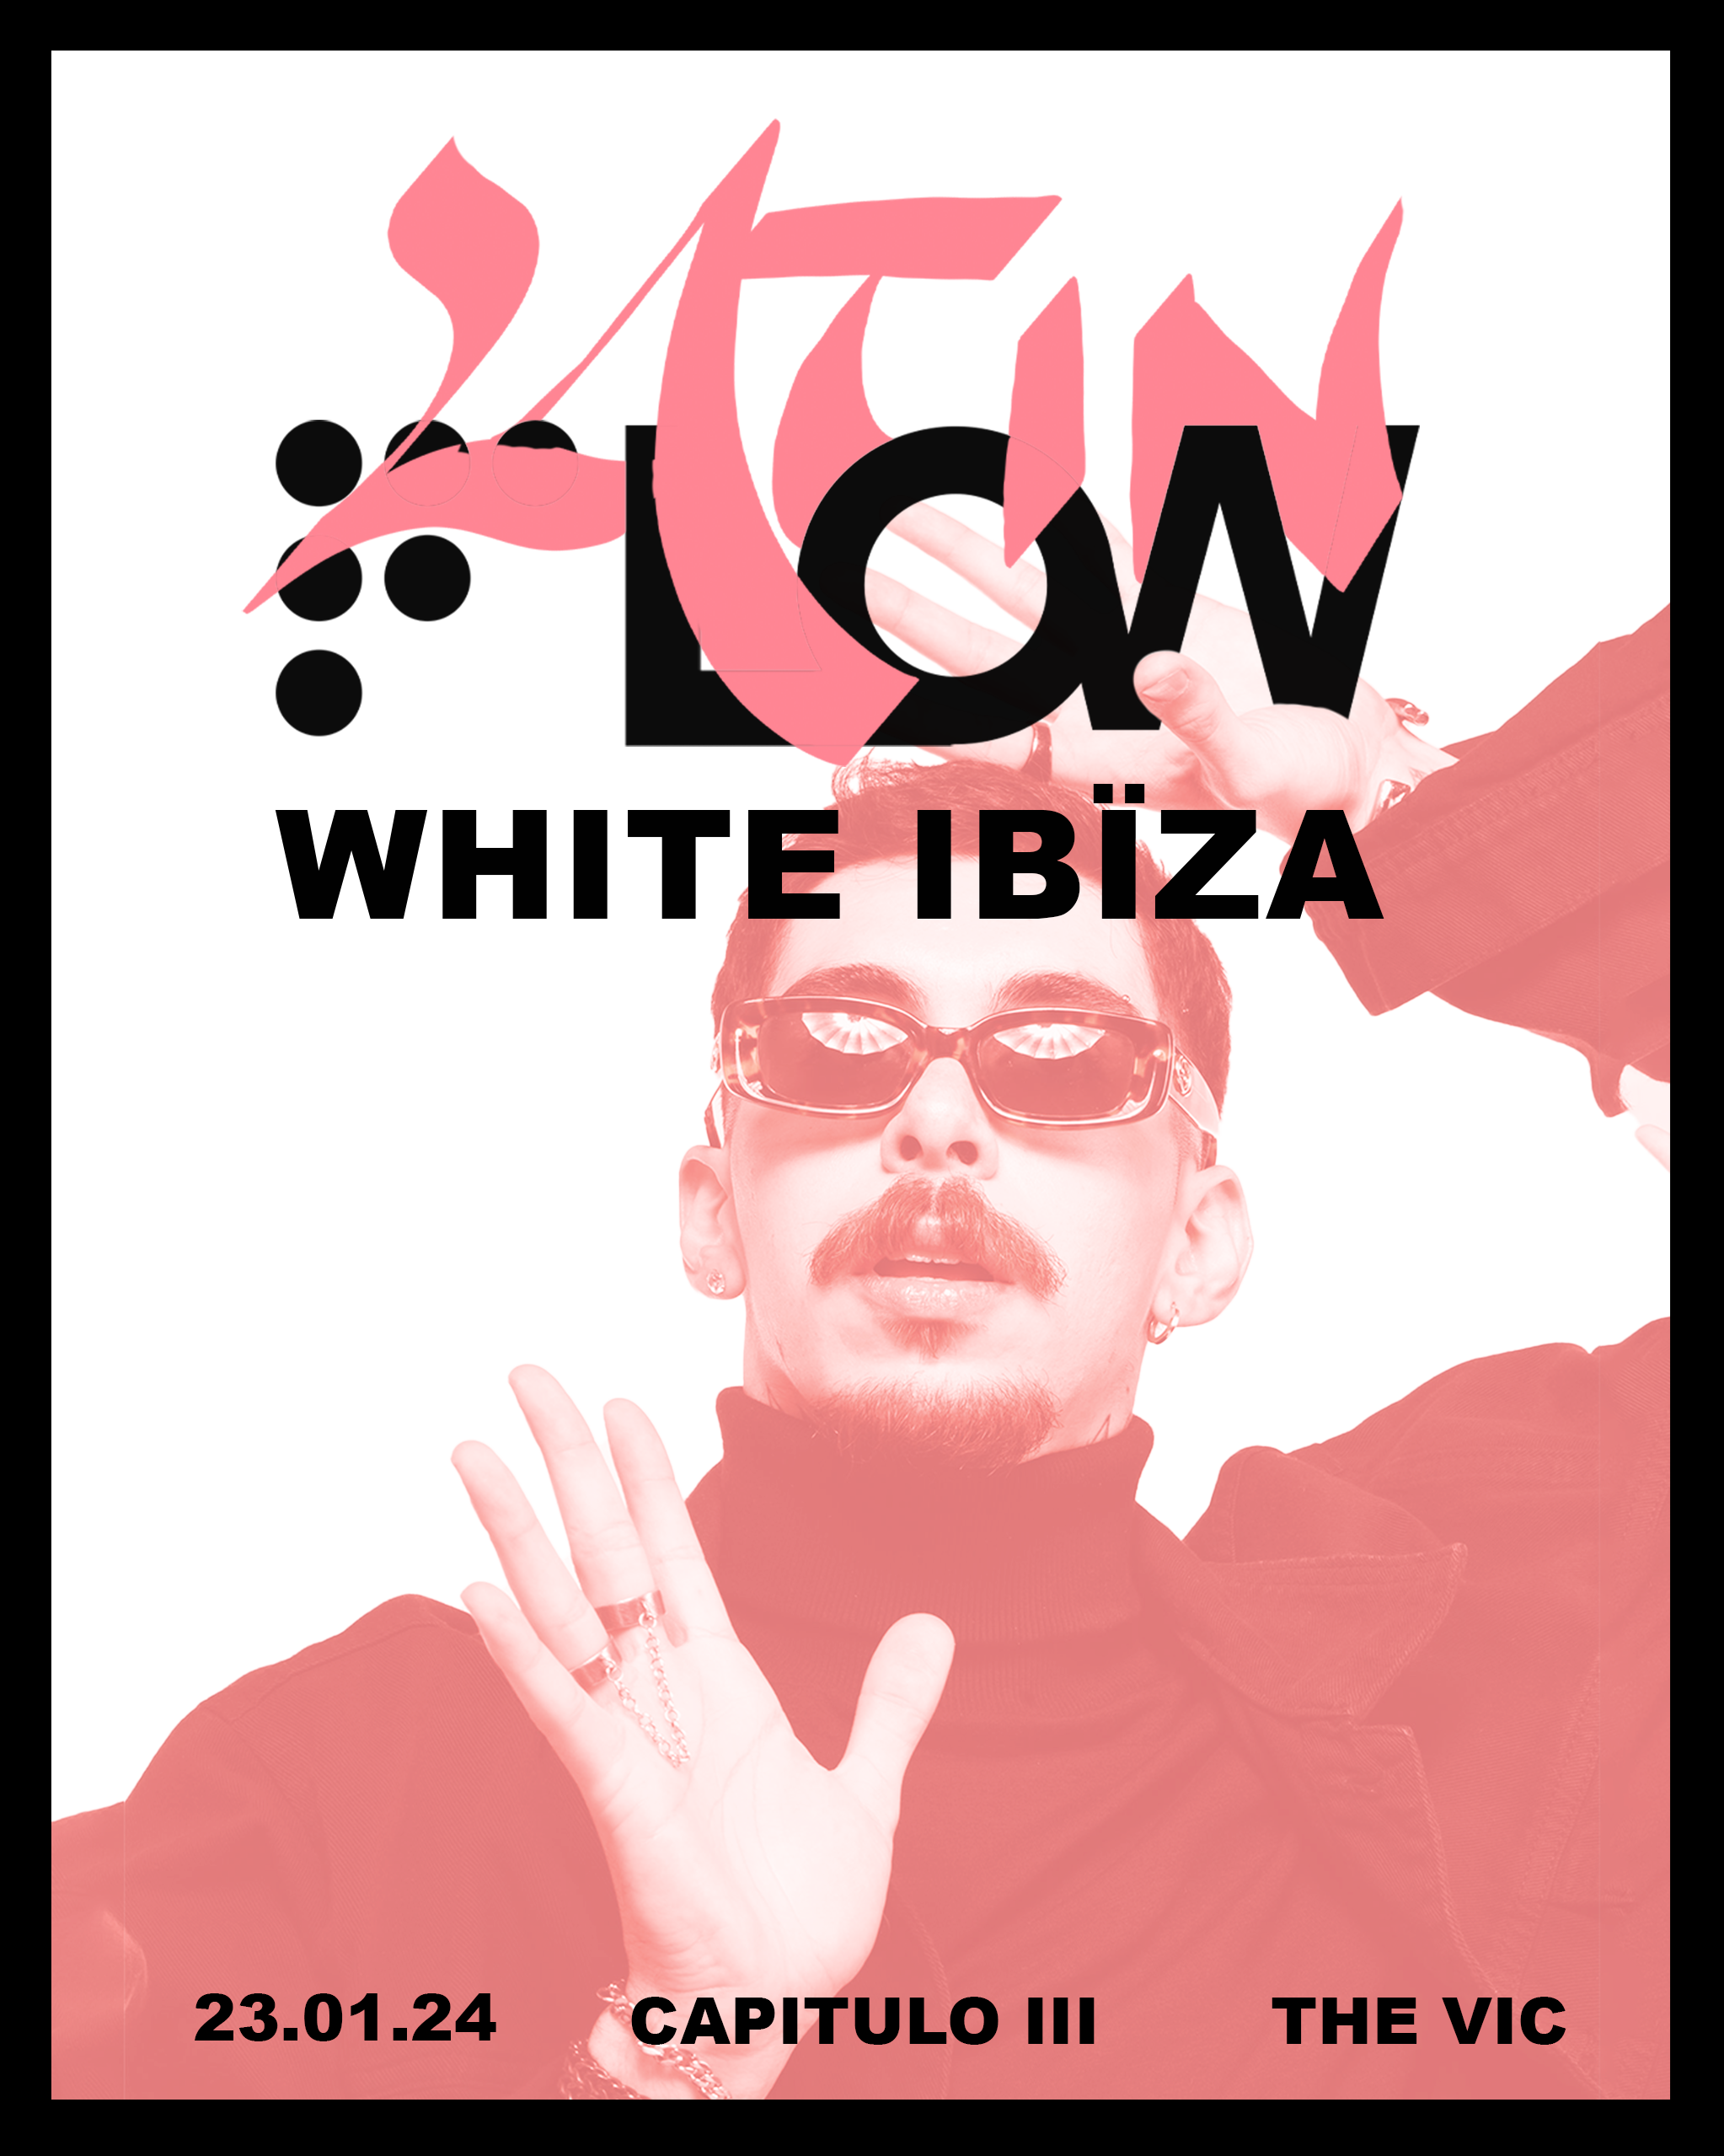 LATIN
FLOW
WHITE IBÏZA
23.01.24
CAPITULO III
THE VIC